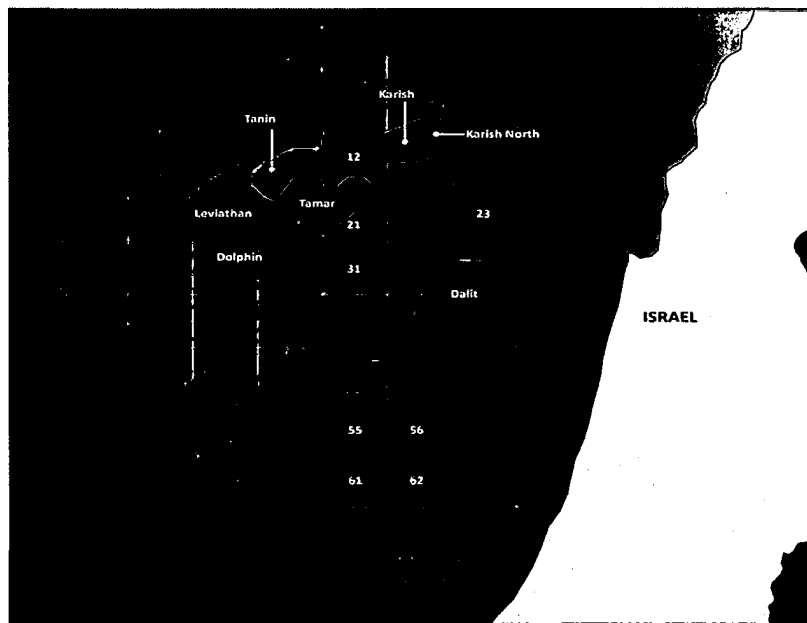 Karish
Tanin
Karish North
12
Tamar
Leviathan
23
21
Dolphin
31
Dalit
ISRAEL
55
56
61
62